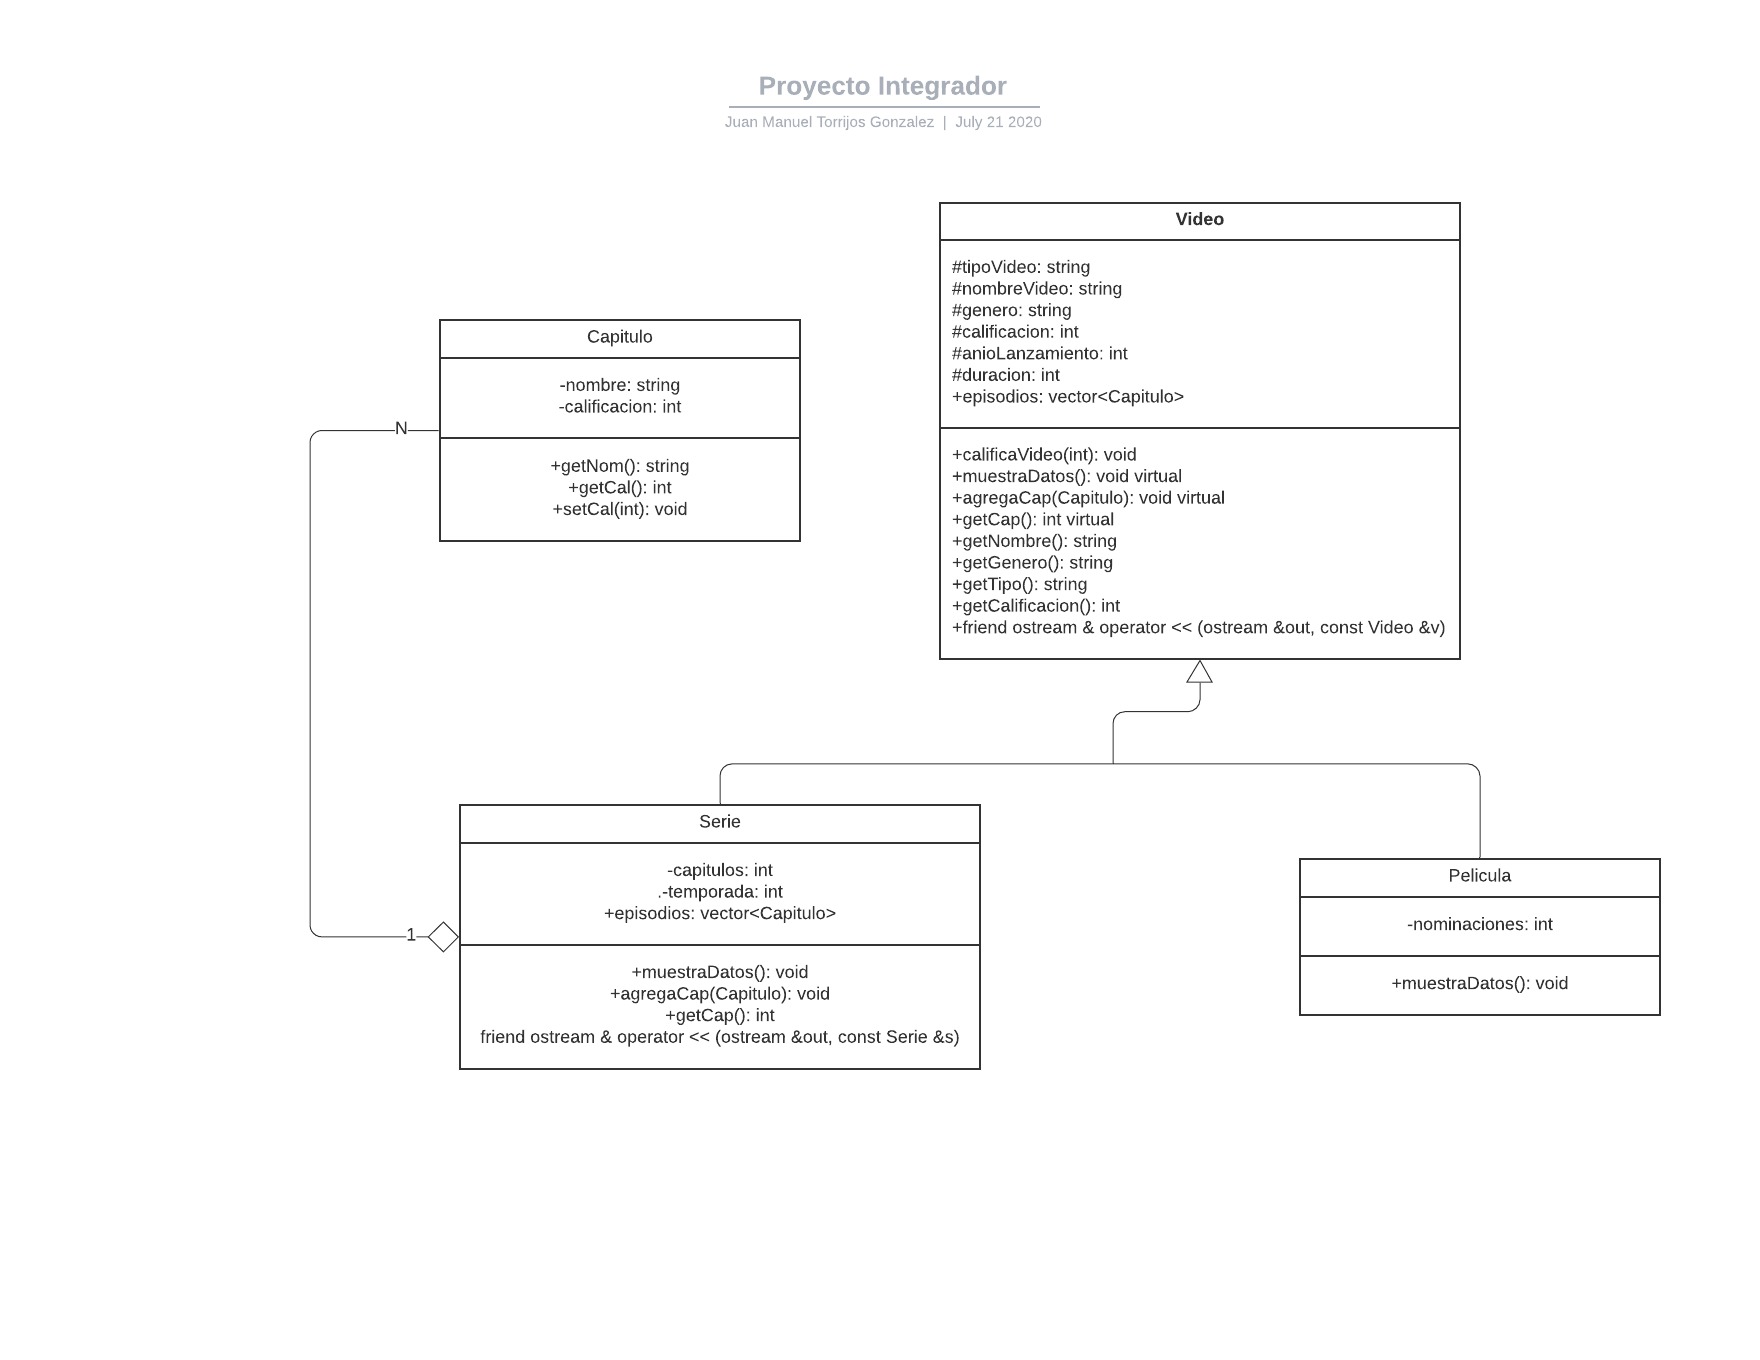 Proyecto Integrador
Juan Manuel Torrijos Gonzalez | July 21 2020
Video
#tipoVideo: string
#nombreVideo: string
#genero: string
#calificacion: int
#anioLanzamiento: int
#duracion: int
+episodios: vector<Capitulo>
+calificaVideo(int): void
+muestraDatos(): void virtual
+agregaCap(Capitulo): void virtual
+getCap(): int virtual
+getNombre(): string
+getGenero(): string
+getTipo(): string
+getCalificacion(): int
+friend ostream & operator << (ostream &out, const Video &v)
Capitulo
-nombre: string
-calificacion: int
+getNom(): string
+getCal(): int
+setCal(int): void
N
1
Serie
-capitulos: int
.-temporada: int
+episodios: vector<Capitulo>
+muestraDatos(): void
+agregaCap(Capitulo): void
+getCap(): int
friend ostream & operator << (ostream &out, const Serie &s)
Pelicula
-nominaciones: int
+muestraDatos(): void